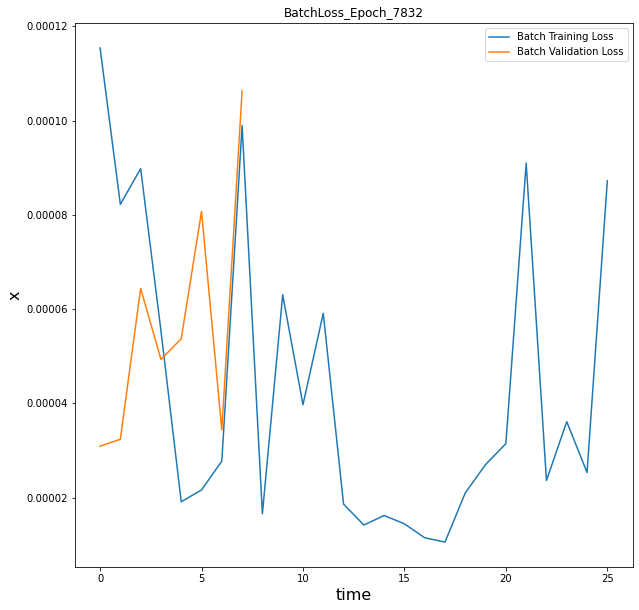 BatchLoss_Epoch_7832
Batch Training Loss
Batch Validation Loss
0.00012
0.00010
0.00008
0.00006
0.00004
0.00002
x
0 5 10 15 20 25
time